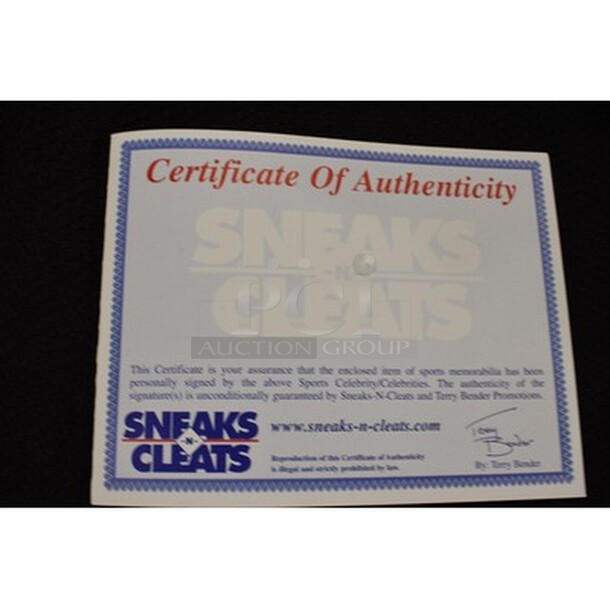 Certificate Of Authenticity
SNEAKS
-N-
CLEATS
PCI
AUCTION GROUP
This Certificate is your assurance that the enclosed item of sports memorabilia has been
personally signed by the above Sports Celebrity/Celebrities. The authenticity of the
signature(s) is unconditionally guaranteed by Sneaks-N-Cleats and Terry Bender Promotions.
SNEAKS
-N-
CLEATS
www.sneaks-n-cleats.com
Reproduction of this Certificate of Authenticity
is illegal and strictly prohibited by law.
Terry
Bender
By: Terry Bender